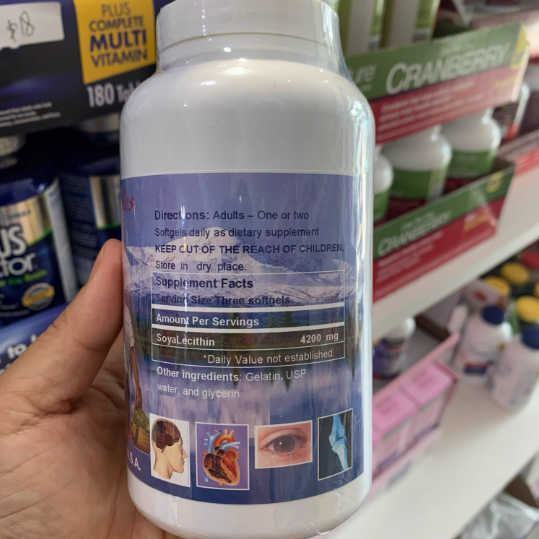 $18
PLUS
COMPLETE
MULTI
VITAMIN
180
CRANBERRY
Directions: Adults – One or two
Softgels daily as dietary supplement
KEEP OUT OF THE REACH OF CHILDREN.
Store in dry, place.
Supplement Facts
Serving Size Three softgels
Amount Per Servings
SoyaLecithin 4200 mg
*Daily Value not established.
Other ingredients: Gelatin, USP
water, and glycerin
CRANBERRY